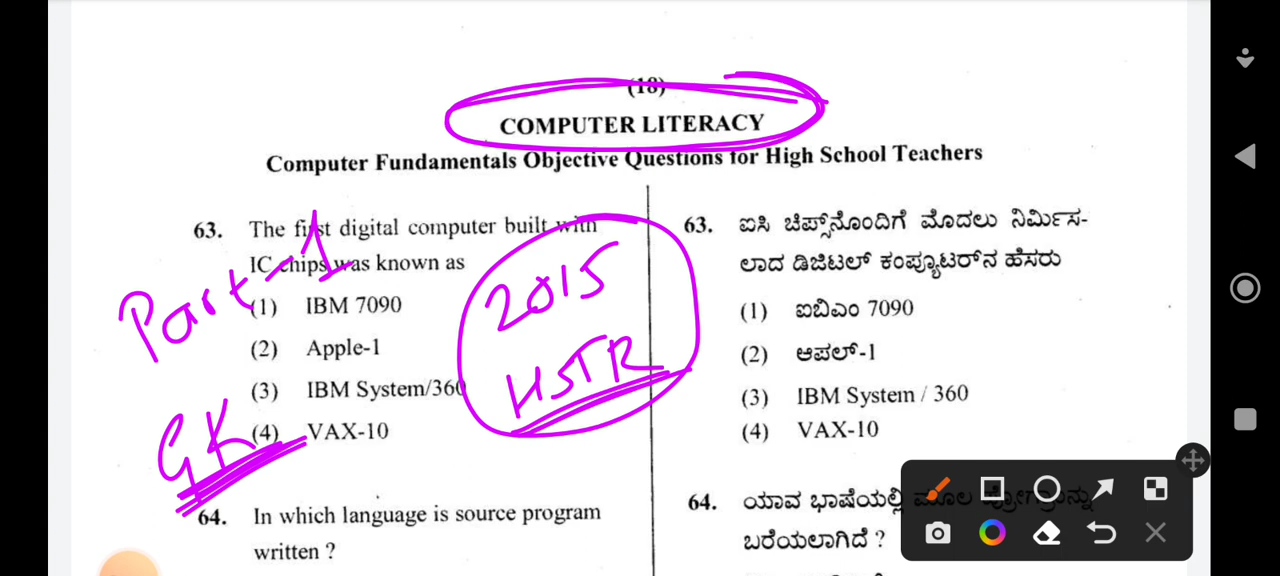 (18)
COMPUTER LITERACY
Computer Fundamentals Objective Questions for High School Teachers
63. The first digital computer built with
IC chips was known as
(1) IBM 7090
(2) Apple-1
(3) IBM System/360
(4) VAX-10
64. In which language is source program
written ?
Part-1
GK
2015
HSTR
63. ಐಸಿ ಚಿಪ್ಸ್‌ನೊಂದಿಗೆ ಮೊದಲು ನಿರ್ಮಿಸ-
ಲಾದ ಡಿಜಿಟಲ್ ಕಂಪ್ಯೂಟರ್‌ನ ಹೆಸರು
(1) ಐಬಿಎಂ 7090
(2) ಆಪಲ್-1
(3) IBM System / 360
(4) VAX-10
64. ಯಾವ ಭಾಷೆಯಲ್ಲಿ ಮೂಲ
ಬರೆಯಲಾಗಿದೆ ?